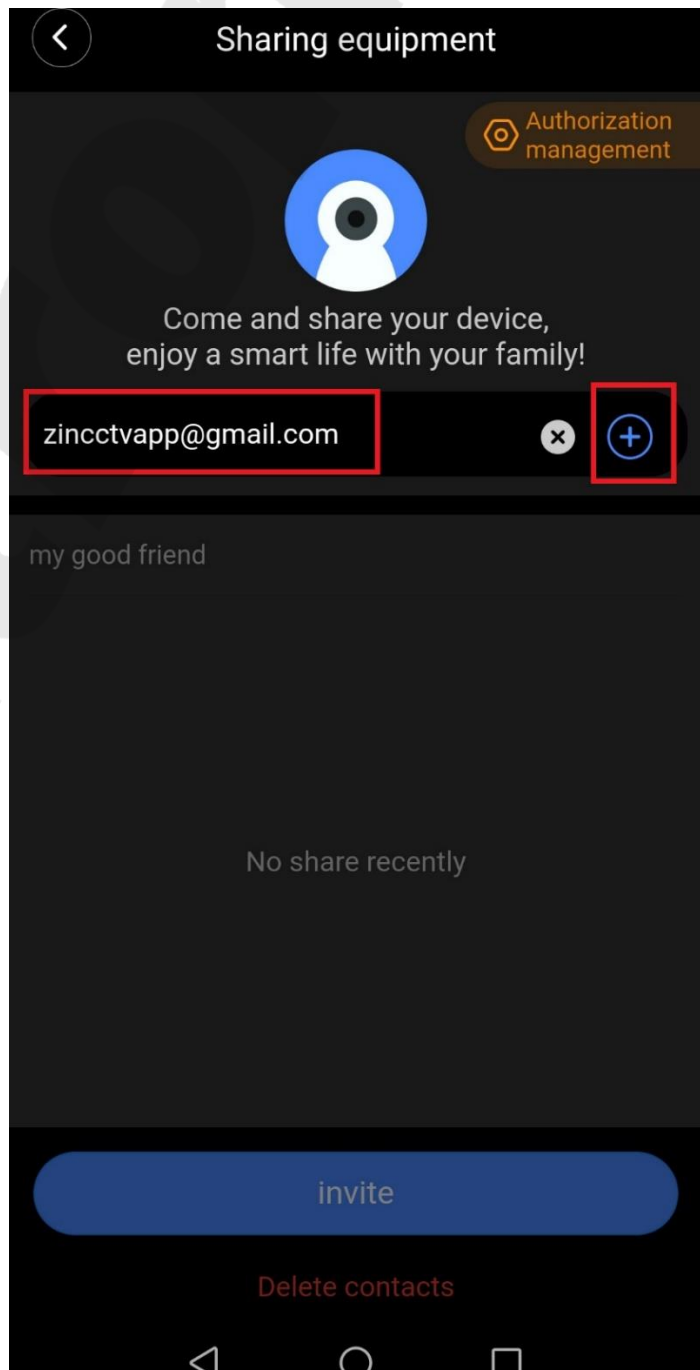 Sharing equipment
Authorization
management
Come and share your device,
enjoy a smart life with your family!
zincctvapp@gmail.com
my good friend
No share recently
invite
Delete contacts